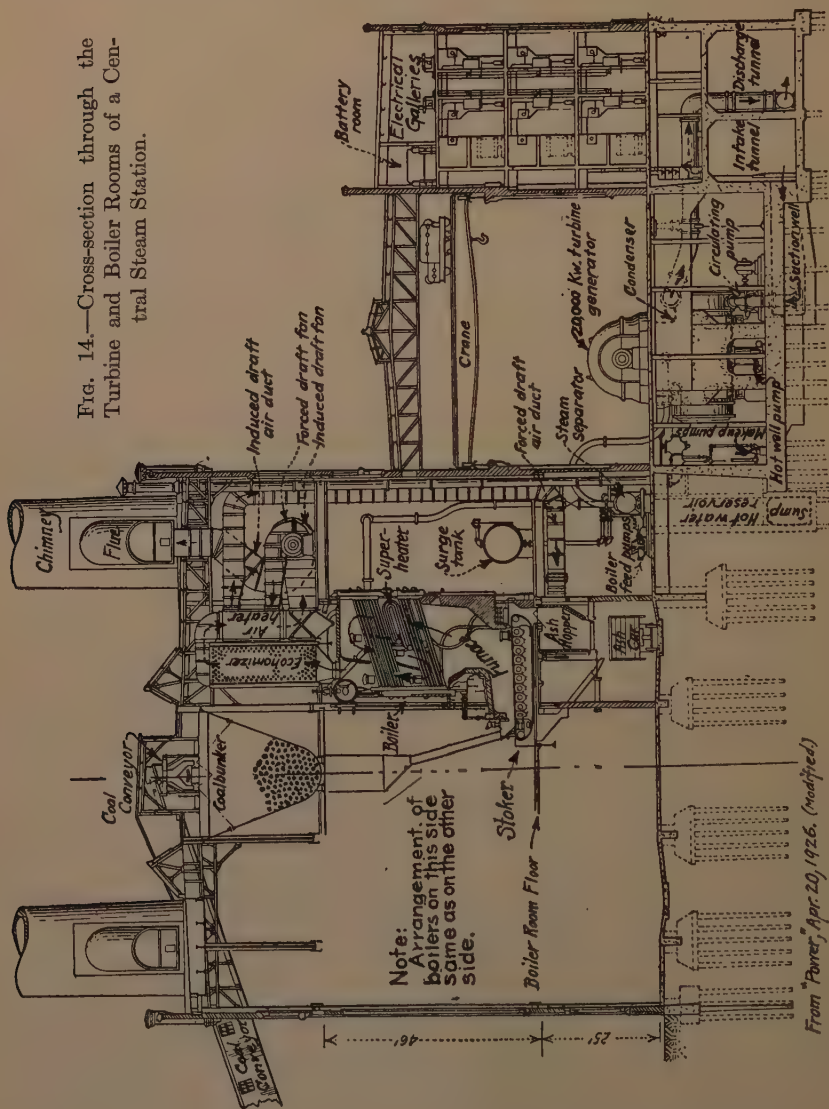 FIG. 14.—Cross-section through the
Turbine and Boiler Rooms of a Cen-
tral Steam Station.
Chimney
Flue
Induced draft
air duct
Forced draft fan
Induced draft fan
Coal
Conveyor
Coal bunker
Economizer
Air
heater
Super-
heater
Boiler
Surge
tank
Furnace
Stoker
Ash
Hopper
Ash
Car
Boiler
feed pumps
Forced draft
air duct
Steam
separator
Crane
20,000 Kw. turbine
generator
Condenser
Circulating
pump
Makeup pumps
Hot well pump
Suction well
Hot water
reservoir
Sump
Battery
room
Electrical
Galleries
Intake
tunnel
Discharge
tunnel
Note:
Arrangement of
boilers on this side
same as on the other
side.
Boiler Room Floor
46'
25'
Coal
Conveyor
From "Power," Apr. 20, 1926. (Modified.)